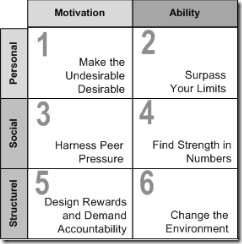 Motivation
Ability
Personal
1
Make the
Undesirable
Desirable
2
Surpass
Your Limits
Social
3
Harness Peer
Pressure
4
Find Strength in
Numbers
Structurel
5
Design Rewards
and Demand
Accountability
6
Change the
Environment